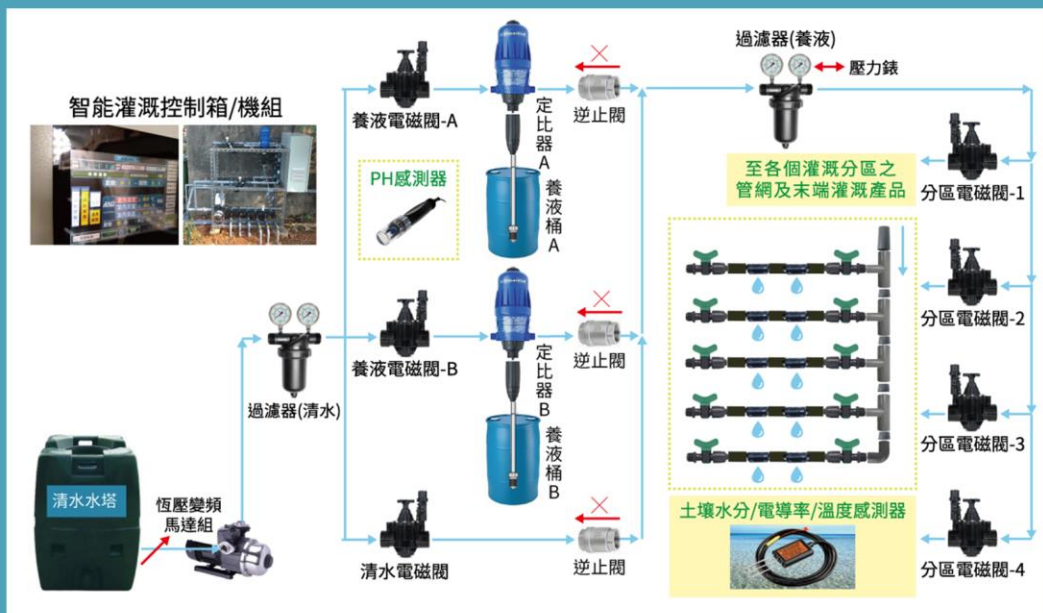 智能灌溉控制箱/機組
養液電磁閥-A
定比器A
養液桶A
逆止閥
過濾器(養液)
壓力錶
PH感測器
至各個灌溉分區之
管網及末端灌溉產品
分區電磁閥-1
過濾器(清水)
養液電磁閥-B
定比器B
養液桶B
逆止閥
分區電磁閥-2
分區電磁閥-3
清水水塔
恆壓變頻
馬達組
清水電磁閥
逆止閥
土壤水分/電導率/溫度感測器
分區電磁閥-4